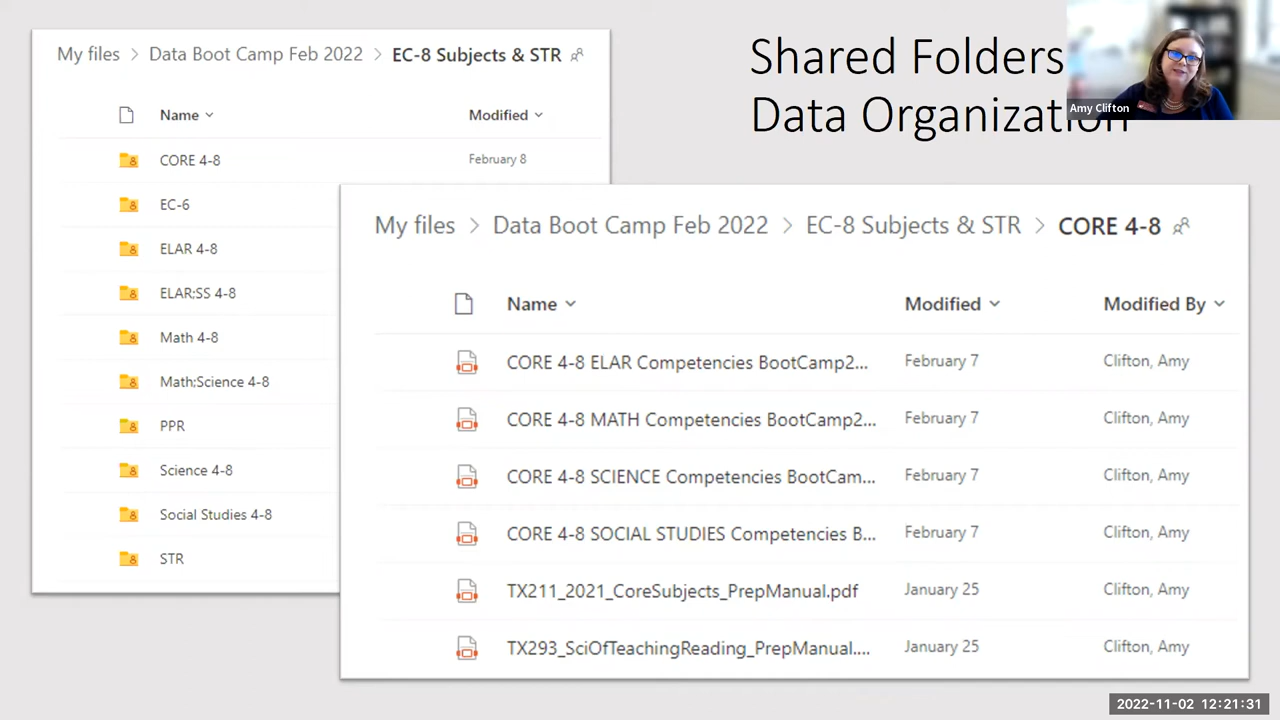 Shared Folders
Data Organization
Amy Clifton
My files > Data Boot Camp Feb 2022 > EC-8 Subjects & STR
Name Modified
CORE 4-8 February 8
EC-6
ELAR 4-8
ELAR;SS 4-8
Math 4-8
Math;Science 4-8
PPR
Science 4-8
Social Studies 4-8
STR
My files > Data Boot Camp Feb 2022 > EC-8 Subjects & STR > CORE 4-8
Name Modified Modified By
CORE 4-8 ELAR Competencies BootCamp2... February 7 Clifton, Amy
CORE 4-8 MATH Competencies BootCamp2... February 7 Clifton, Amy
CORE 4-8 SCIENCE Competencies BootCam... February 7 Clifton, Amy
CORE 4-8 SOCIAL STUDIES Competencies B... February 7 Clifton, Amy
TX211_2021_CoreSubjects_PrepManual.pdf January 25 Clifton, Amy
TX293_SciOfTeachingReading_PrepManual.... January 25 Clifton, Amy
2022-11-02 12:21:31